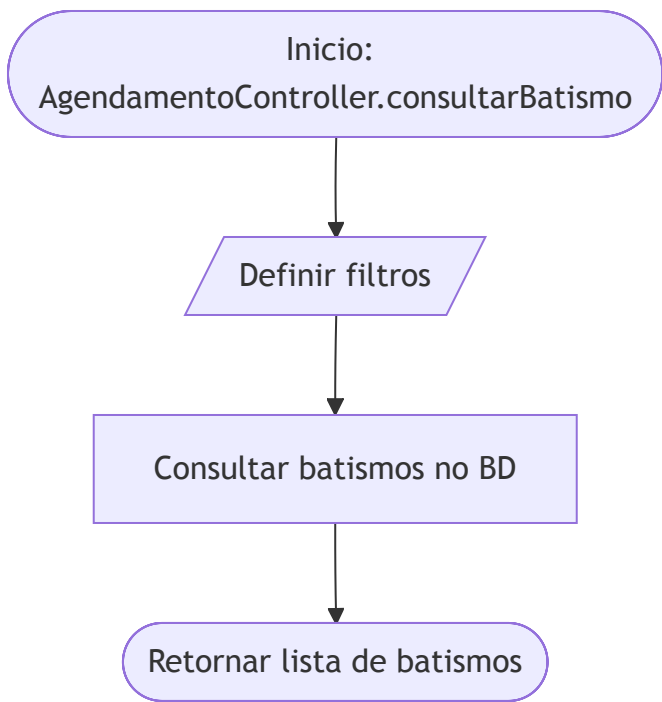 Inicio:
AgendamentoController.consultarBatismo
Definir filtros
Consultar batismos no BD
Retornar lista de batismos